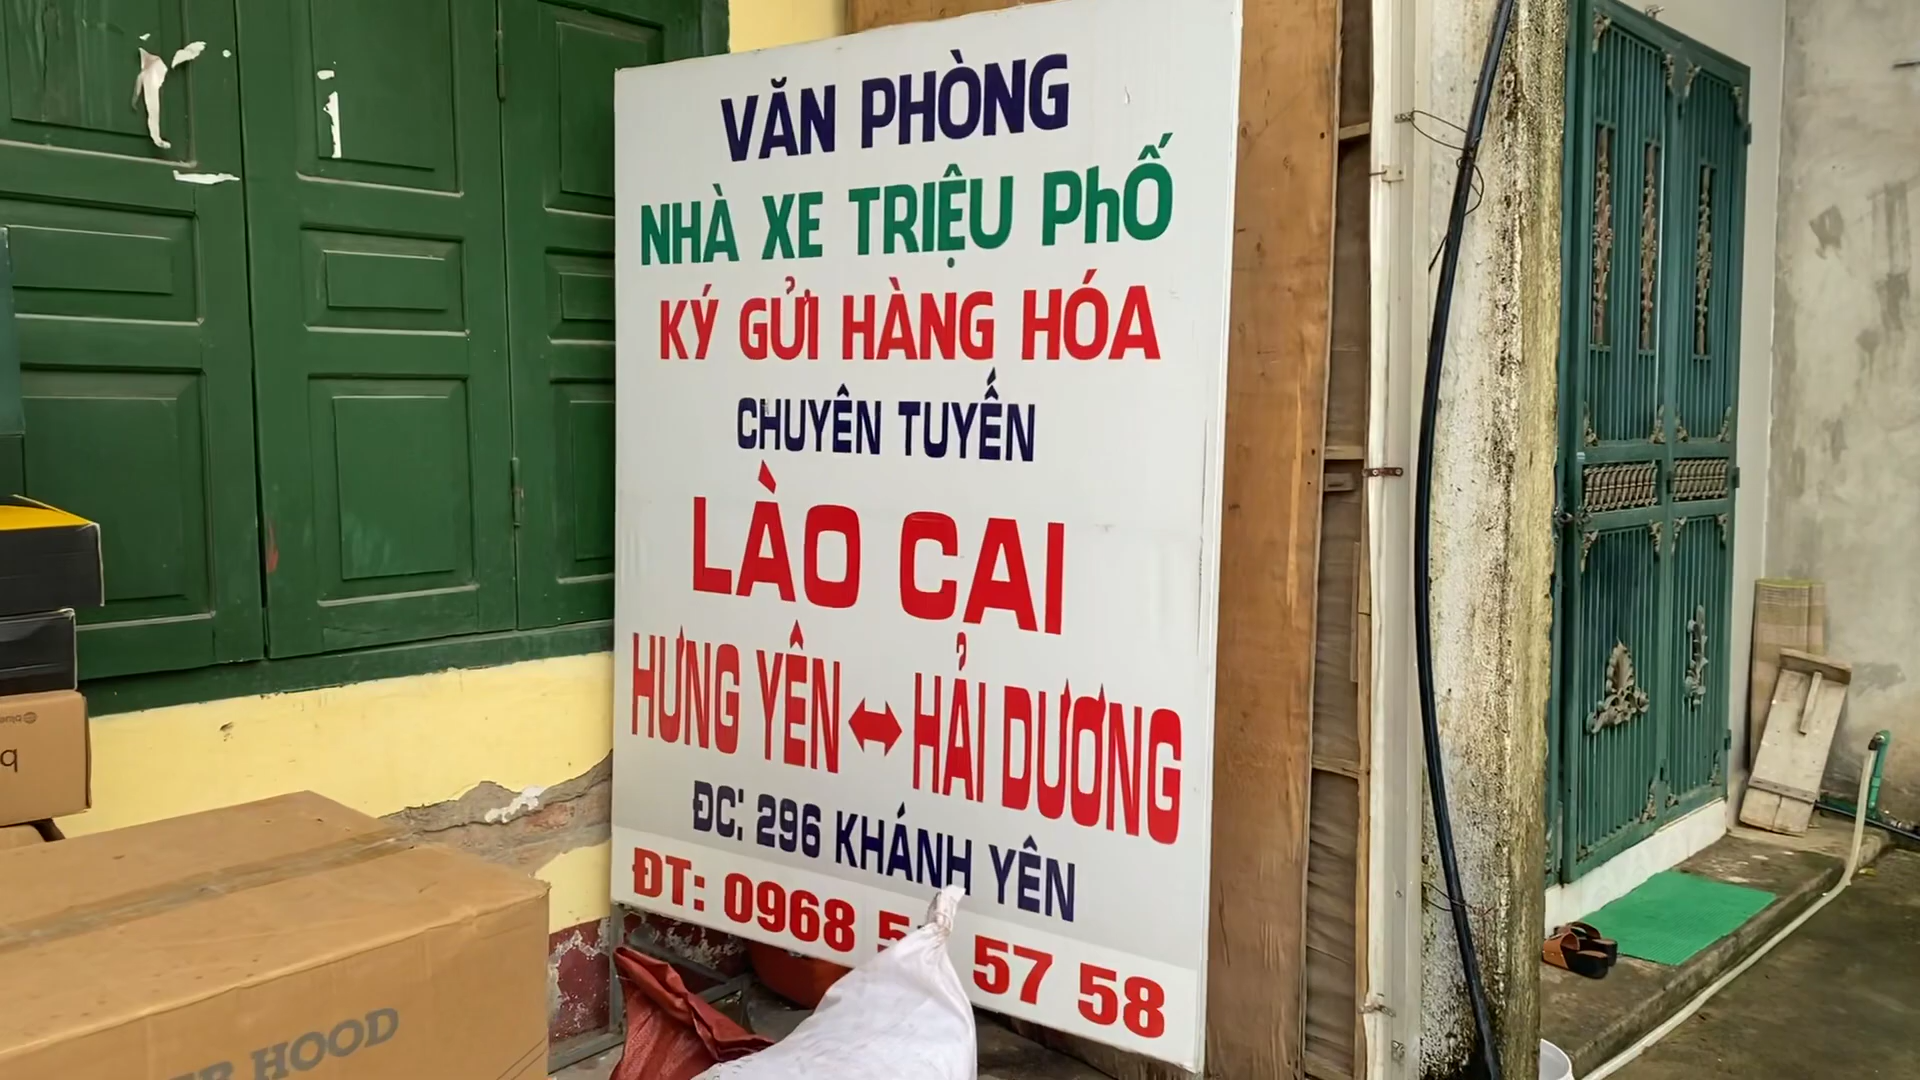 VĂN PHÒNG
NHÀ XE TRIỆU PhỐ
KÝ GỬI HÀNG HÓA
CHUYÊN TUYẾN
LÀO CAI
HƯNG YÊN ↔ HẢI DƯƠNG
ĐC: 296 KHÁNH YÊN
ĐT: 0968 57 58
HOOD